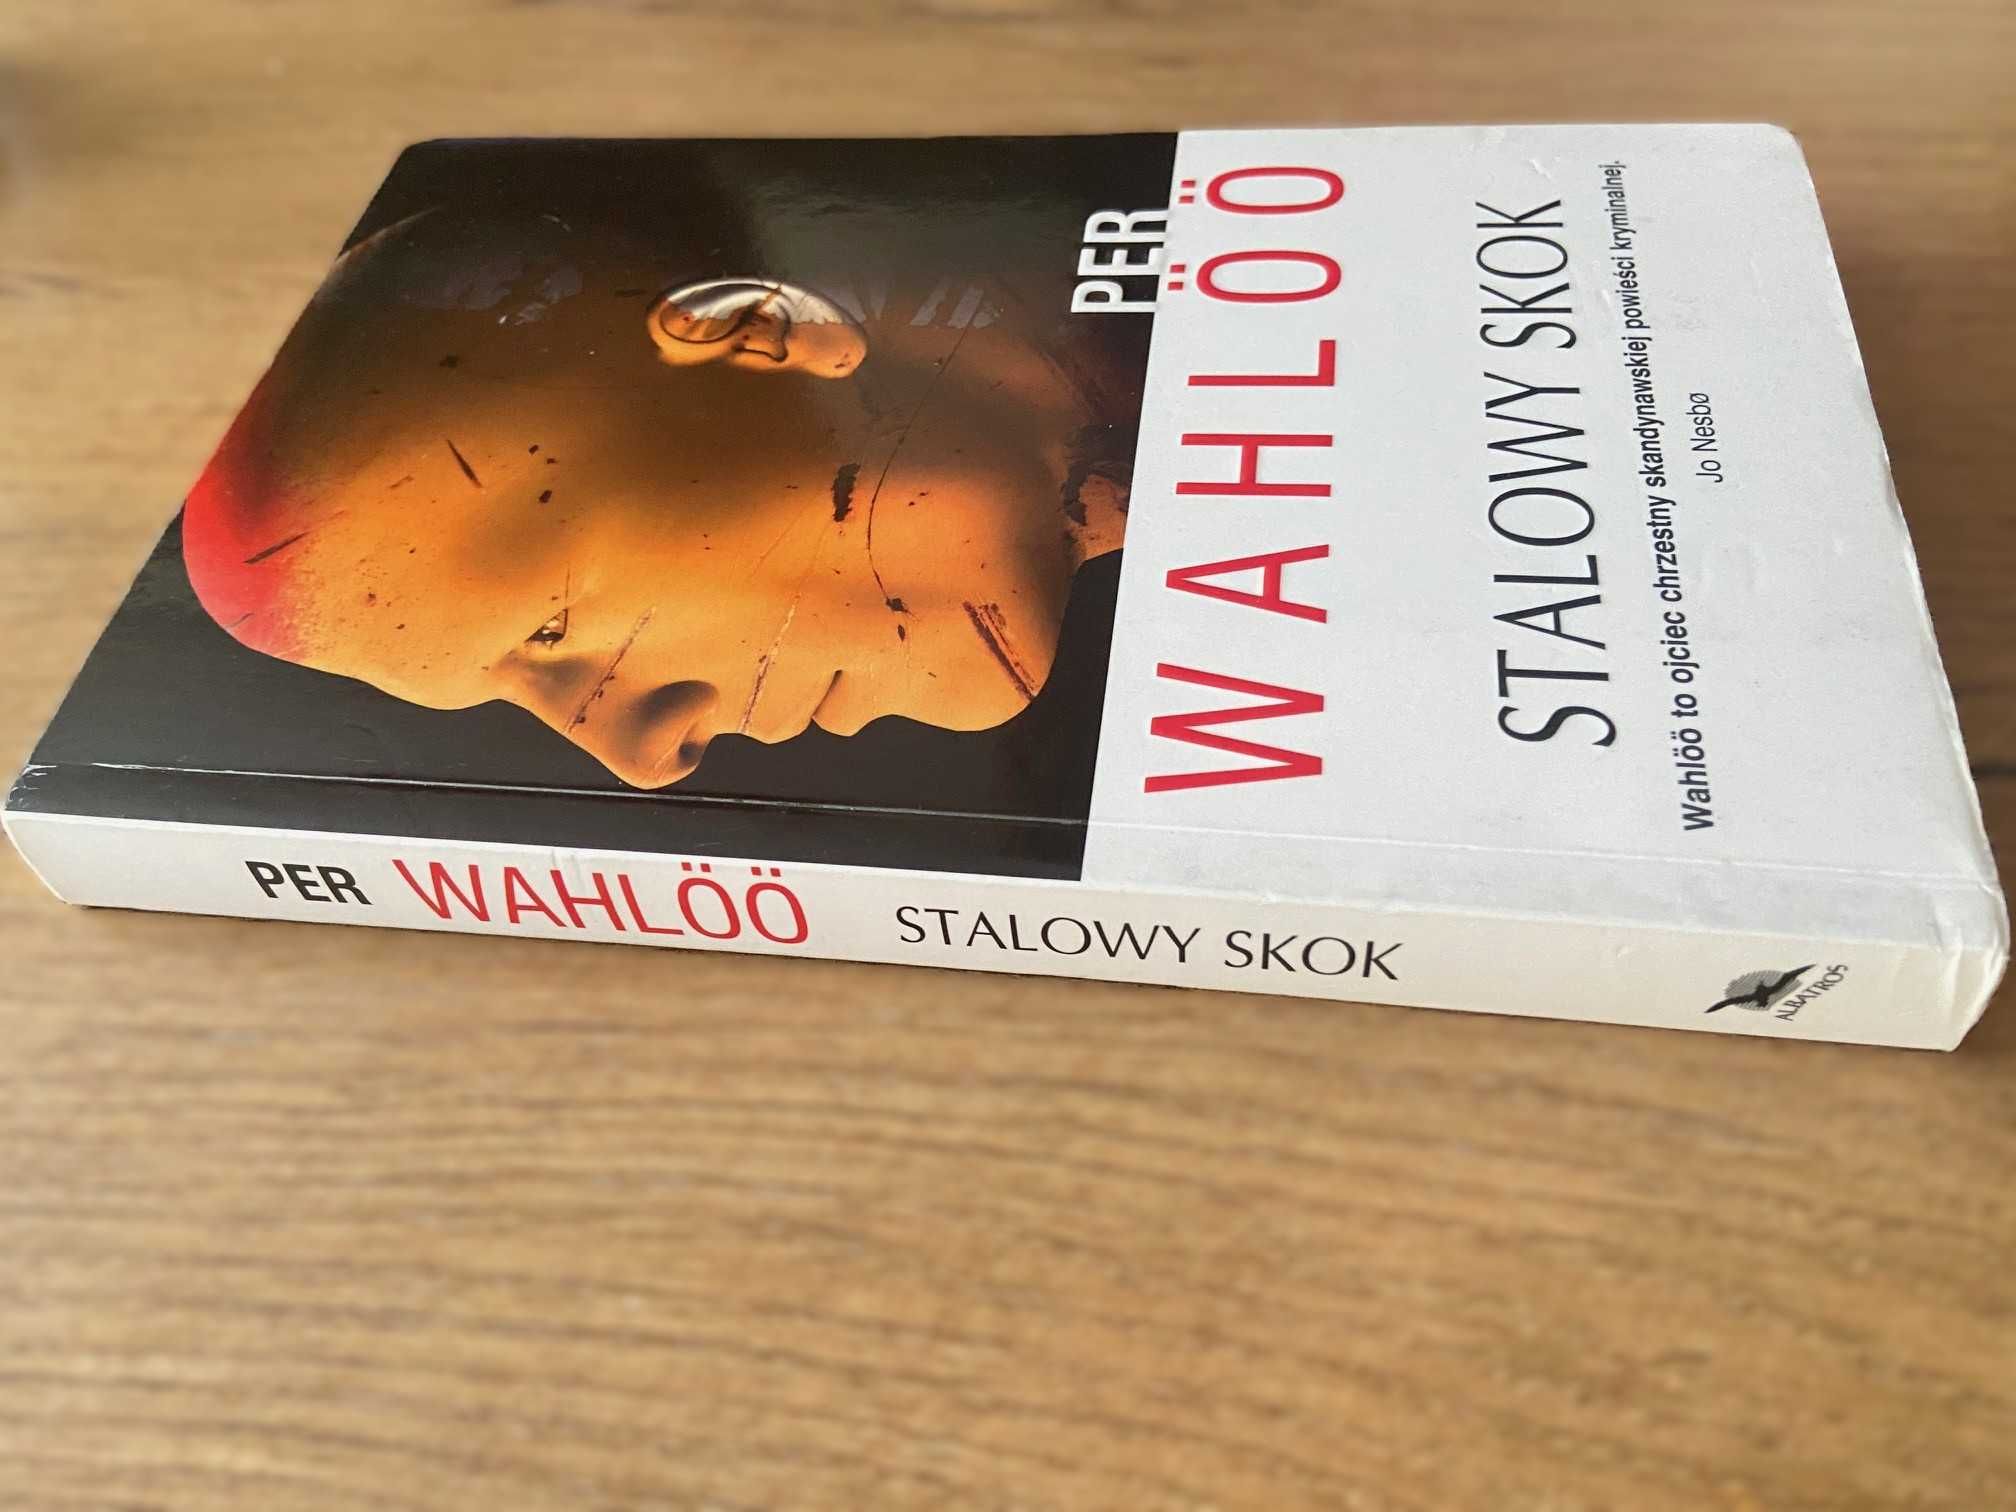 PER
WAHLÖÖ
STALOWY SKOK
Wahlöö to ojciec chrzestny skandynawskiej powieści kryminalnej.
Jo Nesbø
PER WAHLÖÖ STALOWY SKOK
ALBATROS